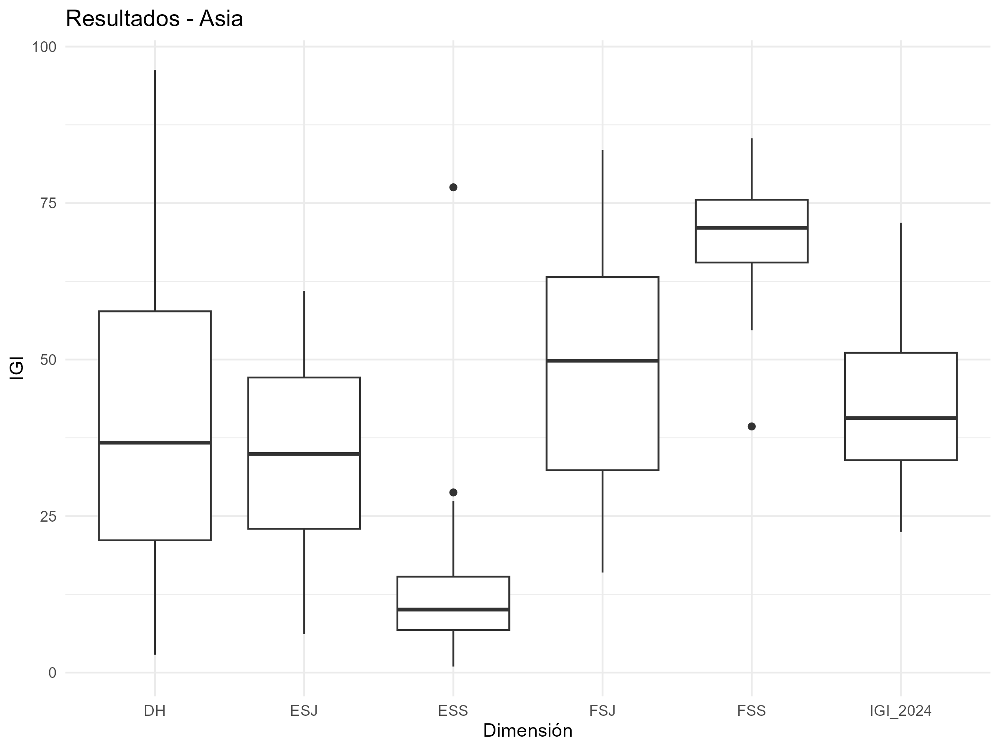 Resultados - Asia
100
75
50
25
0
IGI
DH ESJ ESS FSJ FSS IGI_2024
Dimensión